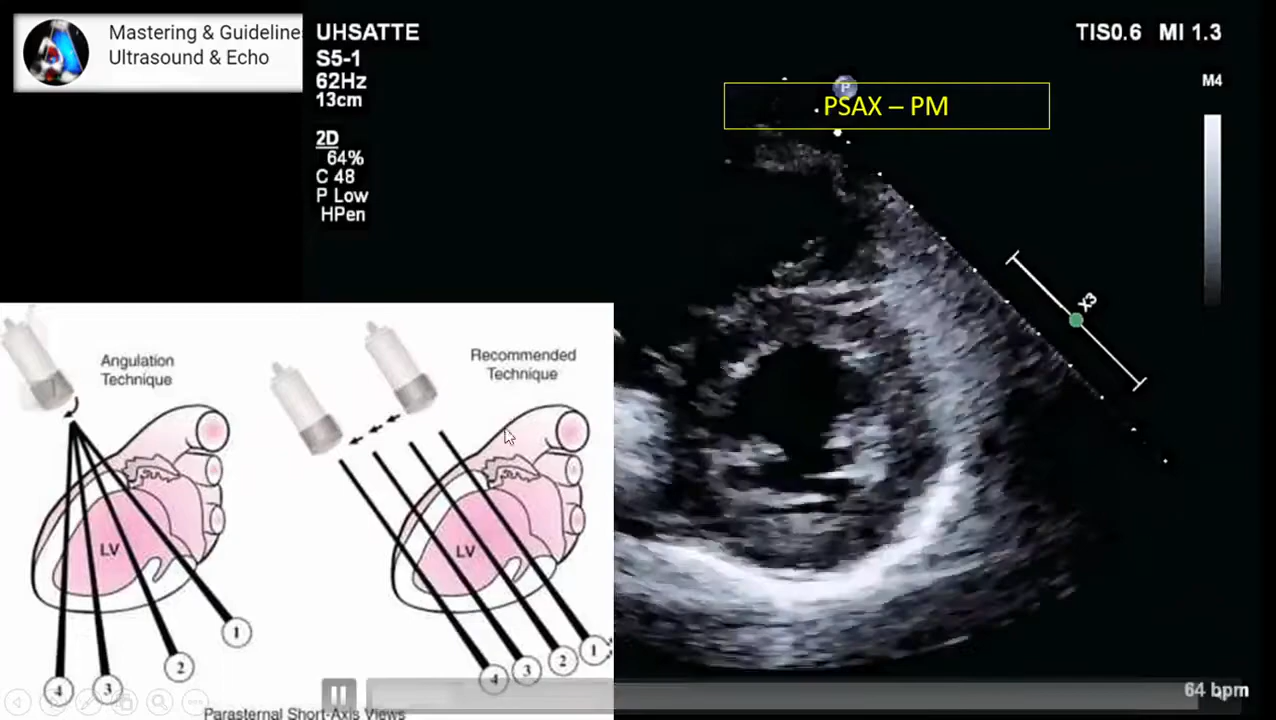 Mastering & Guideline
Ultrasound & Echo
UHSATTE
S5-1
62Hz
13cm
2D
64%
C 48
P Low
HPen
TIS0.6 MI 1.3
M4
P
PSAX – PM
X3
Angulation
Technique
Recommended
Technique
LV
LV
1
2
3
4
1
2
3
4
Parasternal Short-Axis Views
64 bpm